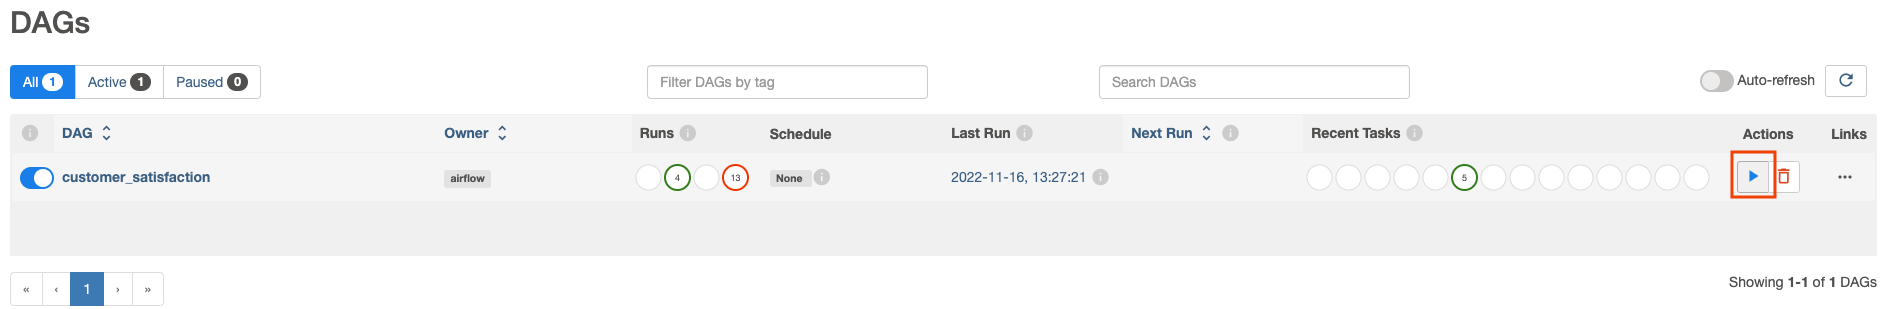 DAGs
All 1 Active 1 Paused 0 Filter DAGs by tag Search DAGs Auto-refresh
DAG Owner Runs Schedule Last Run Next Run Recent Tasks Actions Links
customer_satisfaction airflow 4 13 None 2022-11-16, 13:27:21 5
« ‹ 1 › » Showing 1-1 of 1 DAGs